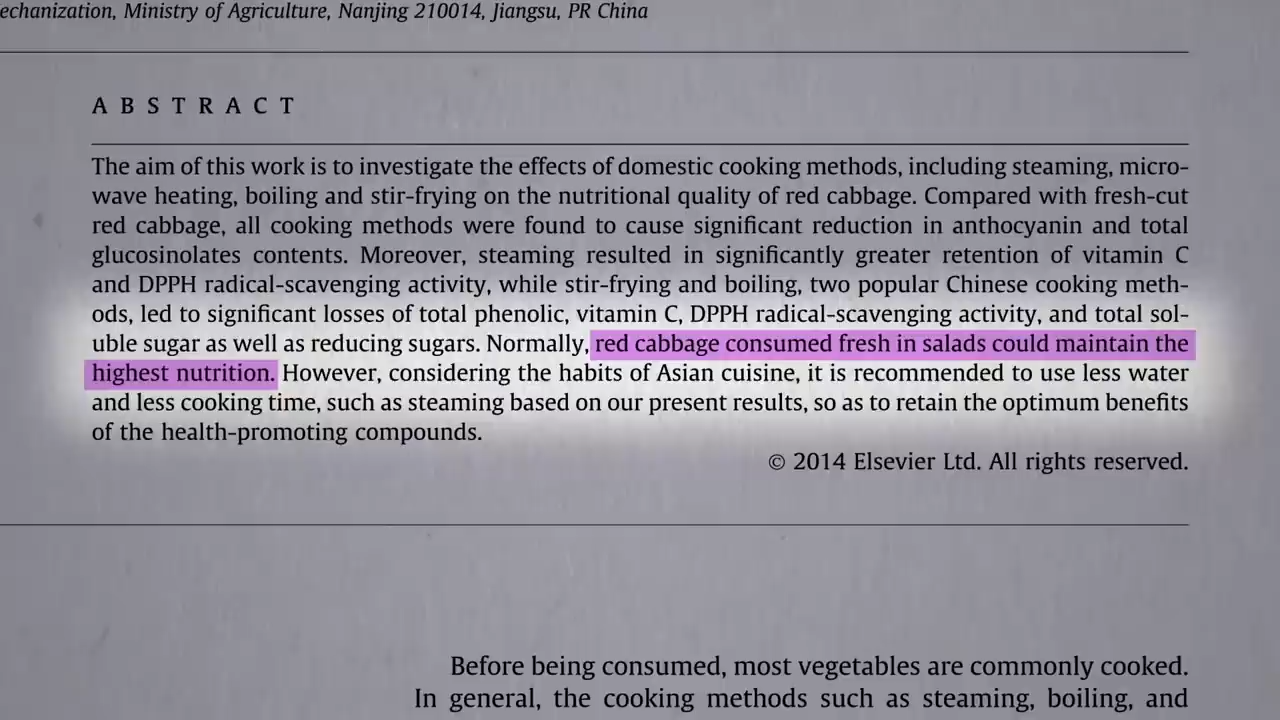 echanization, Ministry of Agriculture, Nanjing 210014, Jiangsu, PR China
ABSTRACT
The aim of this work is to investigate the effects of domestic cooking methods, including steaming, micro-
wave heating, boiling and stir-frying on the nutritional quality of red cabbage. Compared with fresh-cut
red cabbage, all cooking methods were found to cause significant reduction in anthocyanin and total
glucosinolates contents. Moreover, steaming resulted in significantly greater retention of vitamin C
and DPPH radical-scavenging activity, while stir-frying and boiling, two popular Chinese cooking meth-
ods, led to significant losses of total phenolic, vitamin C, DPPH radical-scavenging activity, and total sol-
uble sugar as well as reducing sugars. Normally, red cabbage consumed fresh in salads could maintain the
highest nutrition. However, considering the habits of Asian cuisine, it is recommended to use less water
and less cooking time, such as steaming based on our present results, so as to retain the optimum benefits
of the health-promoting compounds.
© 2014 Elsevier Ltd. All rights reserved.
Before being consumed, most vegetables are commonly cooked.
In general, the cooking methods such as steaming, boiling, and